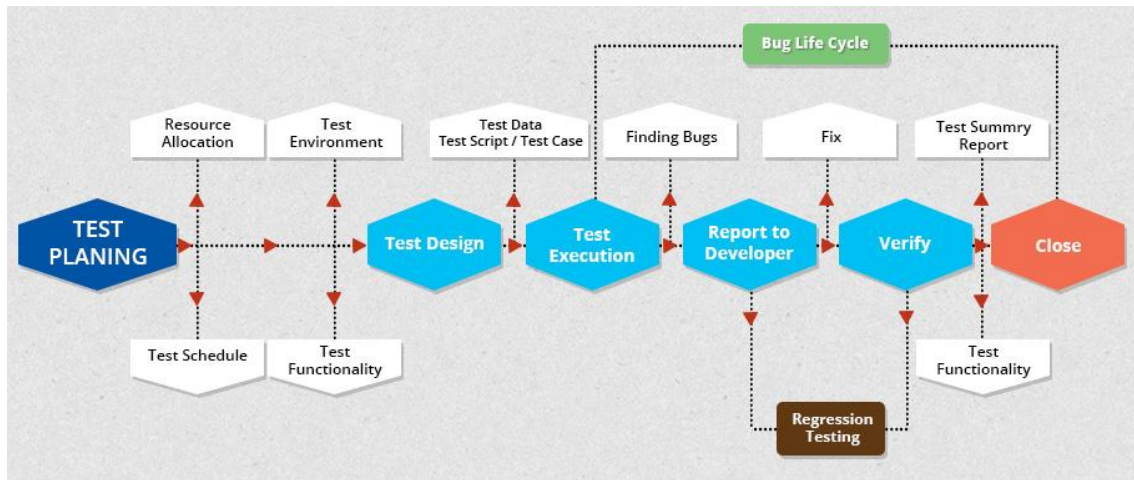 Bug Life Cycle
Resource
Allocation
Test
Environment
Test Data
Test Script / Test Case
Finding Bugs
Fix
Test Summry
Report
TEST
PLANING
Test Design
Test
Execution
Report to
Developer
Verify
Close
Test Schedule
Test
Functionality
Test
Functionality
Regression
Testing